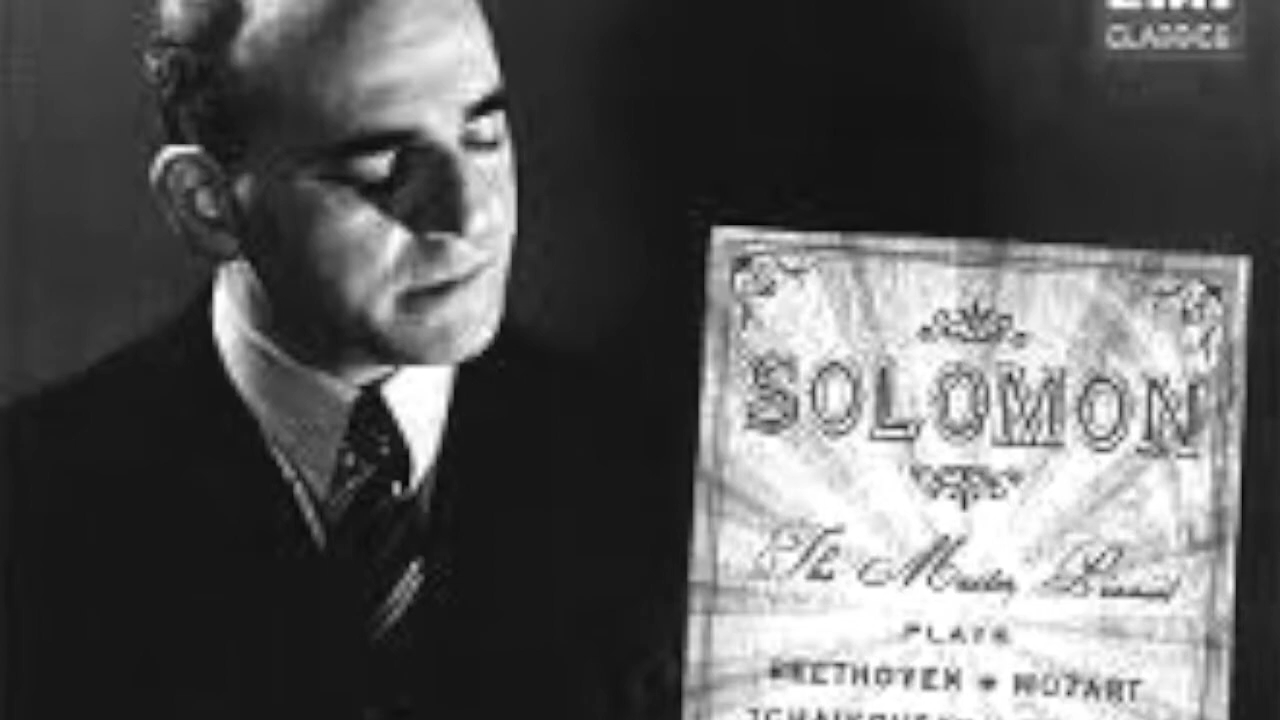 CLASSICS
SOLOMON
The Master Pianist
PLAYS
BEETHOVEN * MOZART